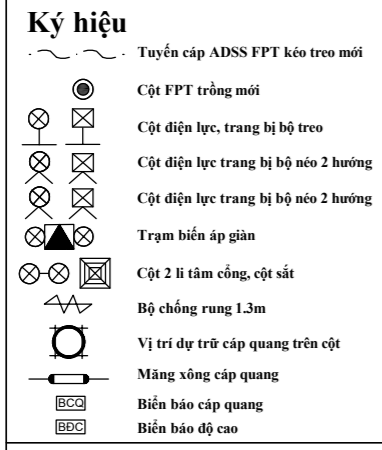 Ký hiệu
Tuyến cáp ADSS FPT kéo treo mới
Cột FPT trồng mới
Cột điện lực, trang bị bộ treo
Cột điện lực trang bị bộ néo 2 hướng
Cột điện lực trang bị bộ néo 2 hướng
Trạm biến áp giàn
Cột 2 li tâm cổng, cột sắt
Bộ chống rung 1.3m
Vị trí dự trữ cáp quang trên cột
Măng xông cáp quang
BCQ Biển báo cáp quang
BĐC Biển báo độ cao